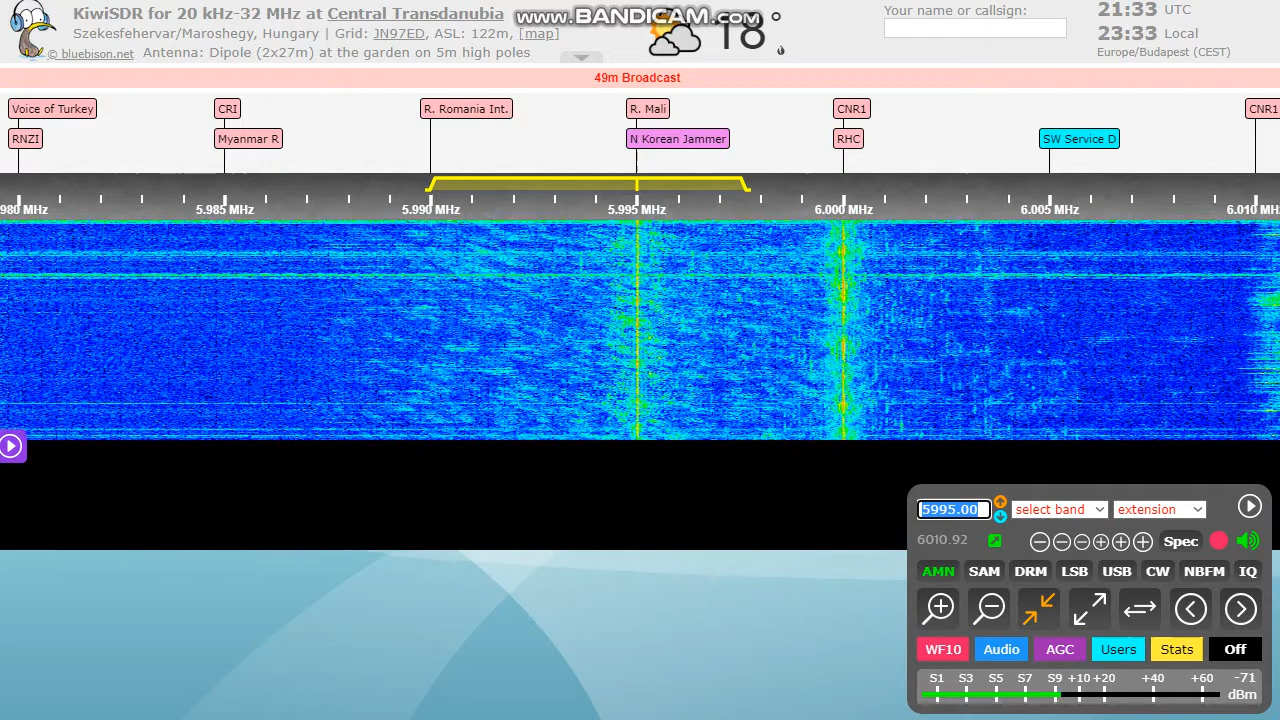 KiwiSDR for 20 kHz-32 MHz at Central Transdanubia
Szekesfehervar/Maroshegy, Hungary | Grid: JN97ED, ASL: 122m, [map]
© bluebison.net Antenna: Dipole (2x27m) at the garden on 5m high poles
www.BANDICAM.com
18°
Your name or callsign:
21:33 UTC
23:33 Local
Europe/Budapest (CEST)
49m Broadcast
Voice of Turkey CRI R. Romania Int. R. Mali CNR1 CNR1
RNZI Myanmar R N Korean Jammer RHC SW Service D
980 MHz 5.985 MHz 5.990 MHz 5.995 MHz 6.000 MHz 6.005 MHz 6.010 MHz
5995.00 select band extension
6010.92 Spec
AMN SAM DRM LSB USB CW NBFM IQ
WF10 Audio AGC Users Stats Off
S1 S3 S5 S7 S9 +10 +20 +40 +60 -71
dBm